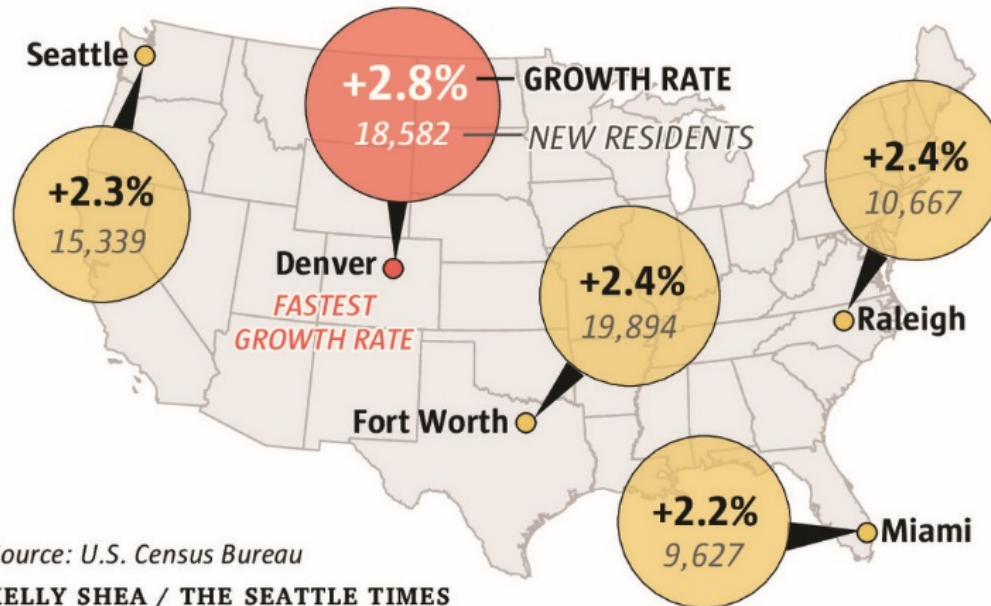 Seattle
+2.3%
15,339
+2.8%
18,582
GROWTH RATE
NEW RESIDENTS
Denver
FASTEST
GROWTH RATE
+2.4%
10,667
Raleigh
+2.4%
19,894
Fort Worth
+2.2%
9,627
Miami
ource: U.S. Census Bureau
ELLY SHEA / THE SEATTLE TIMES